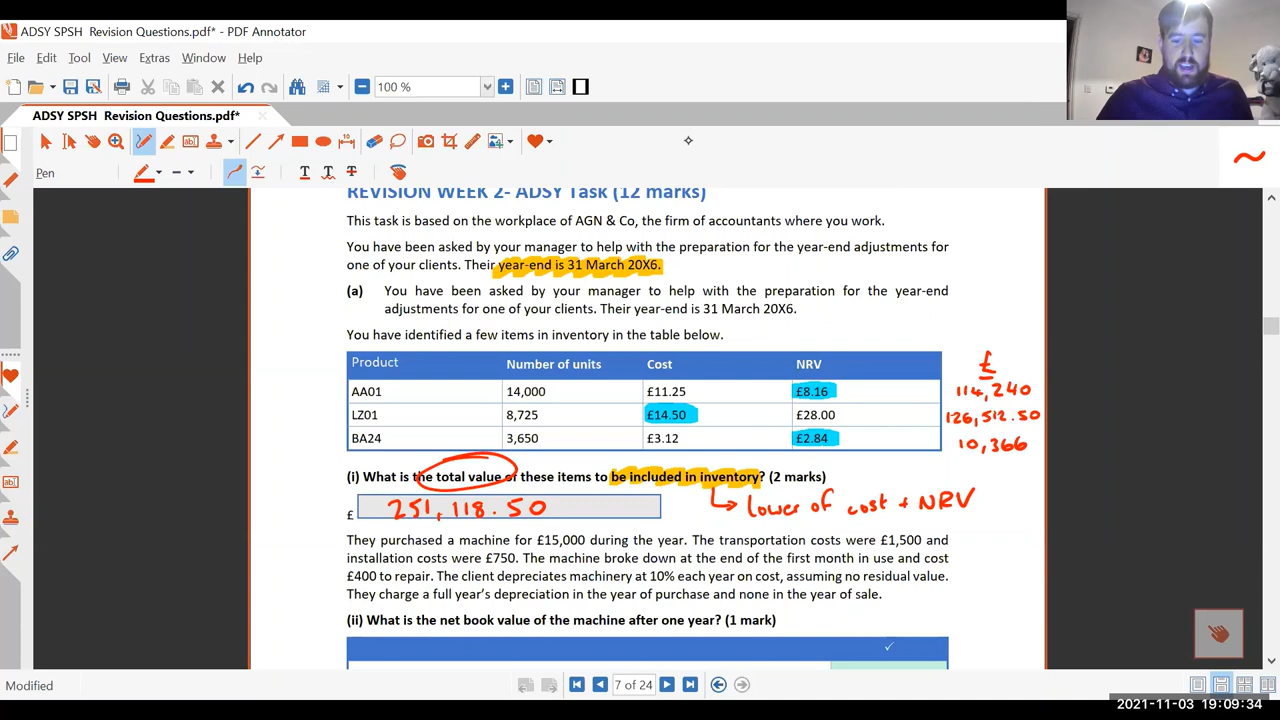 ADSY SPSH Revision Questions.pdf* - PDF Annotator
File Edit Tool View Extras Window Help
100 %
ADSY SPSH Revision Questions.pdf*
Pen
REVISION WEEK 2- ADSY Task (12 marks)
This task is based on the workplace of AGN & Co, the firm of accountants where you work.
You have been asked by your manager to help with the preparation for the year-end adjustments for
one of your clients. Their year-end is 31 March 20X6.
(a) You have been asked by your manager to help with the preparation for the year-end
adjustments for one of your clients. Their year-end is 31 March 20X6.
You have identified a few items in inventory in the table below.
Product Number of units Cost NRV £
AA01 14,000 £11.25 £8.16 114,240
LZ01 8,725 £14.50 £28.00 126,512.50
BA24 3,650 £3.12 £2.84 10,366
(i) What is the total value of these items to be included in inventory? (2 marks)
£ 251,118.50 lower of cost + NRV
They purchased a machine for £15,000 during the year. The transportation costs were £1,500 and
installation costs were £750. The machine broke down at the end of the first month in use and cost
£400 to repair. The client depreciates machinery at 10% each year on cost, assuming no residual value.
They charge a full year's depreciation in the year of purchase and none in the year of sale.
(ii) What is the net book value of the machine after one year? (1 mark)
✓
Modified
7 of 24
2021-11-03 19:09:34